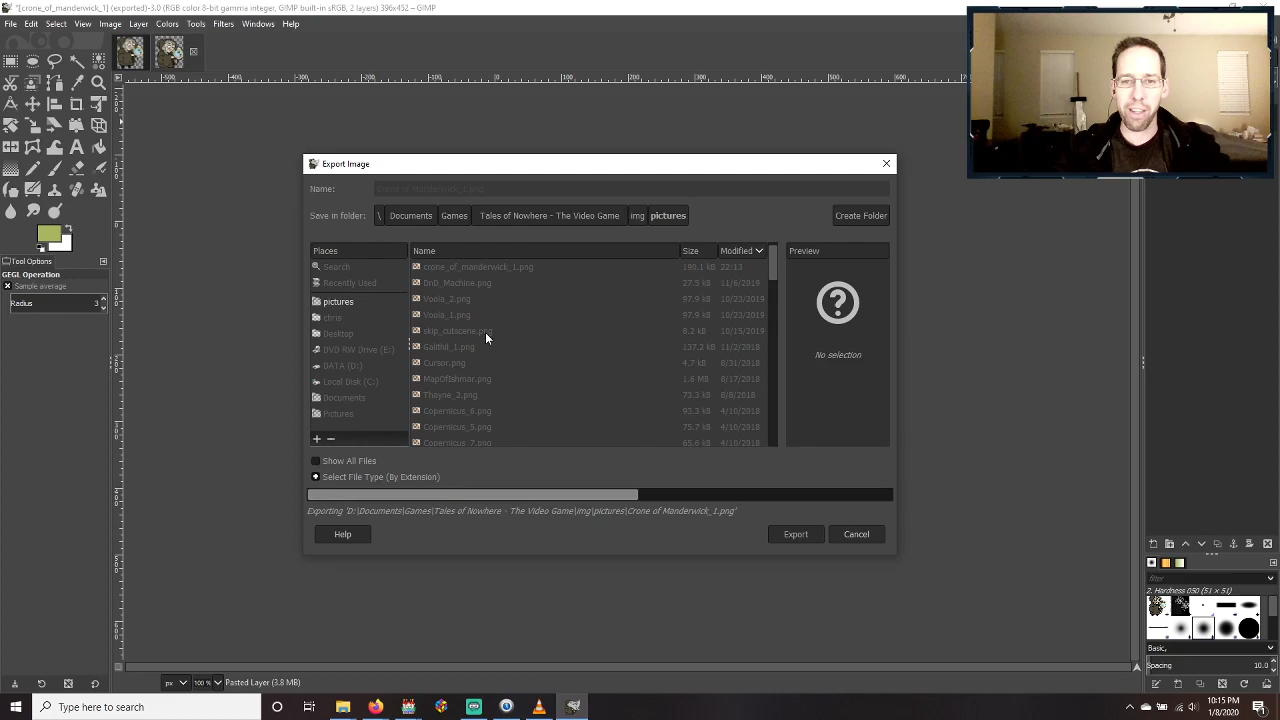 *[crone_of_manderwick_1] (exported)-3.0 (RGB color 8-bit gamma integer, GIMP built-in sRGB, 2 layers) 396x452 – GIMP
File Edit Select View Image Layer Colors Tools Filters Windows Help
Export Image
Name: Crone of Manderwick_1.png
Save in folder: \ Documents Games Tales of Nowhere - The Video Game img pictures Create Folder
Places Name Size Modified Preview
Search crone_of_manderwick_1.png 190.1 kB 22:13
Recently Used DnD_Machine.png 27.5 kB 11/6/2019
pictures Voola_2.png 97.9 kB 10/23/2019
chris Voola_1.png 97.9 kB 10/23/2019
Desktop skip_cutscene.png 8.2 kB 10/15/2019
DVD RW Drive (E:) Galithil_1.png 137.2 kB 11/2/2018
DATA (D:) Cursor.png 4.7 kB 8/31/2018
Local Disk (C:) MapOfIshmar.png 1.6 MB 8/17/2018
Documents Thayne_2.png 73.3 kB 8/8/2018
Pictures Copernicus_6.png 93.3 kB 4/10/2018
Copernicus_5.png 75.7 kB 4/10/2018
Copernicus_7.png 65.6 kB 4/10/2018
No selection
Show All Files
Select File Type (By Extension)
Exporting 'D:\Documents\Games\Tales of Nowhere - The Video Game\img\pictures\Crone of Manderwick_1.png'
Help Export Cancel
Tool Options
GEGL Operation
Sample average
Radius 3
filter
2. Hardness 050 (51 × 51)
Basic,
Spacing 10.0
px 100 % Pasted Layer (3.8 MB)
Type here to search
10:15 PM
1/8/2020